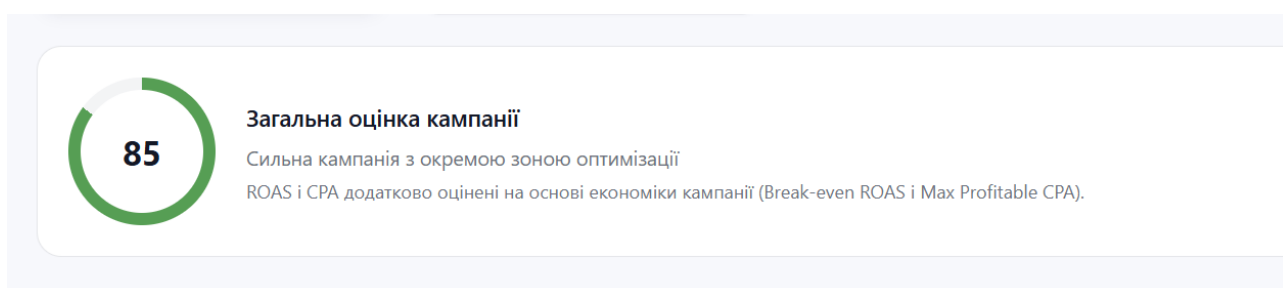 85
Загальна оцінка кампанії
Сильна кампанія з окремою зоною оптимізації
ROAS і CPA додатково оцінені на основі економіки кампанії (Break-even ROAS і Max Profitable CPA).